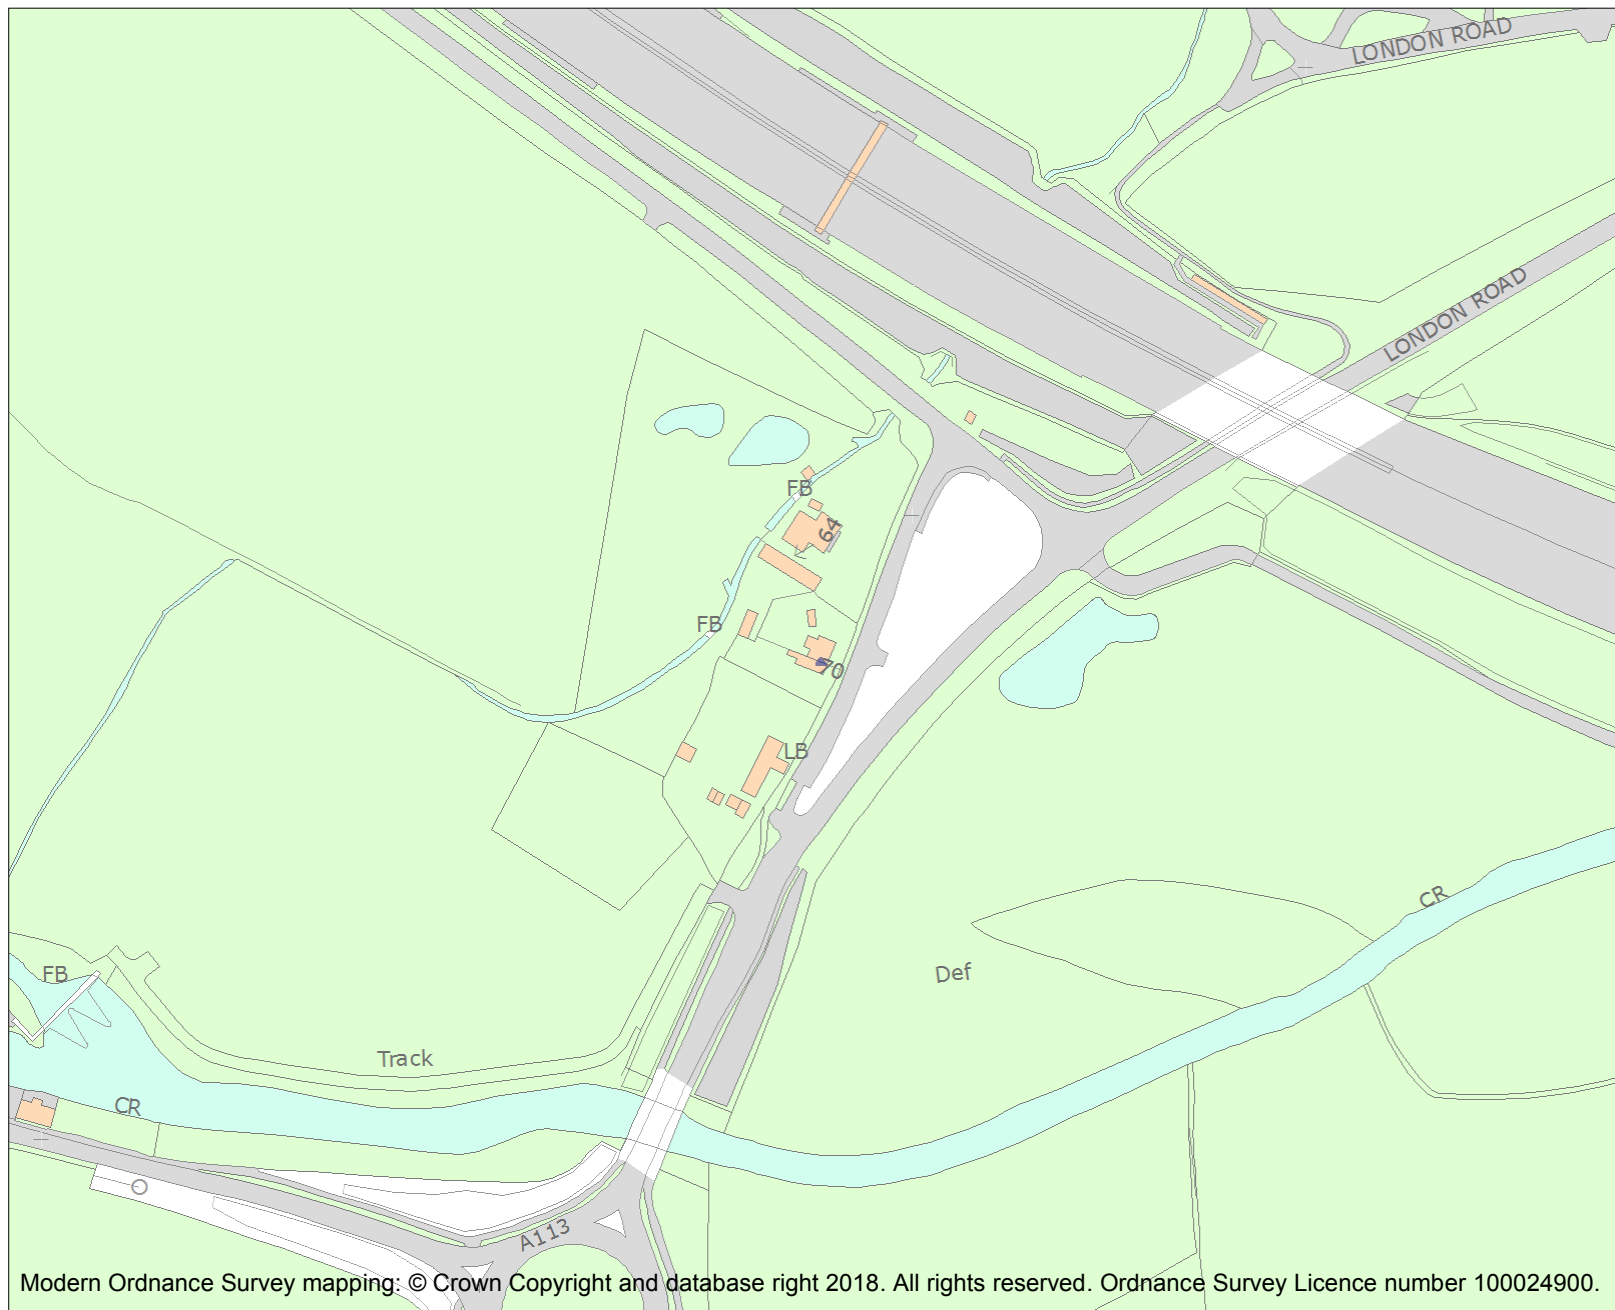 LONDON ROAD
LONDON ROAD
FB
64
FB
70
LB
CR
Def
FB
Track
CR
A113
Modern Ordnance Survey mapping: © Crown Copyright and database right 2018. All rights reserved. Ordnance Survey Licence number 100024900.